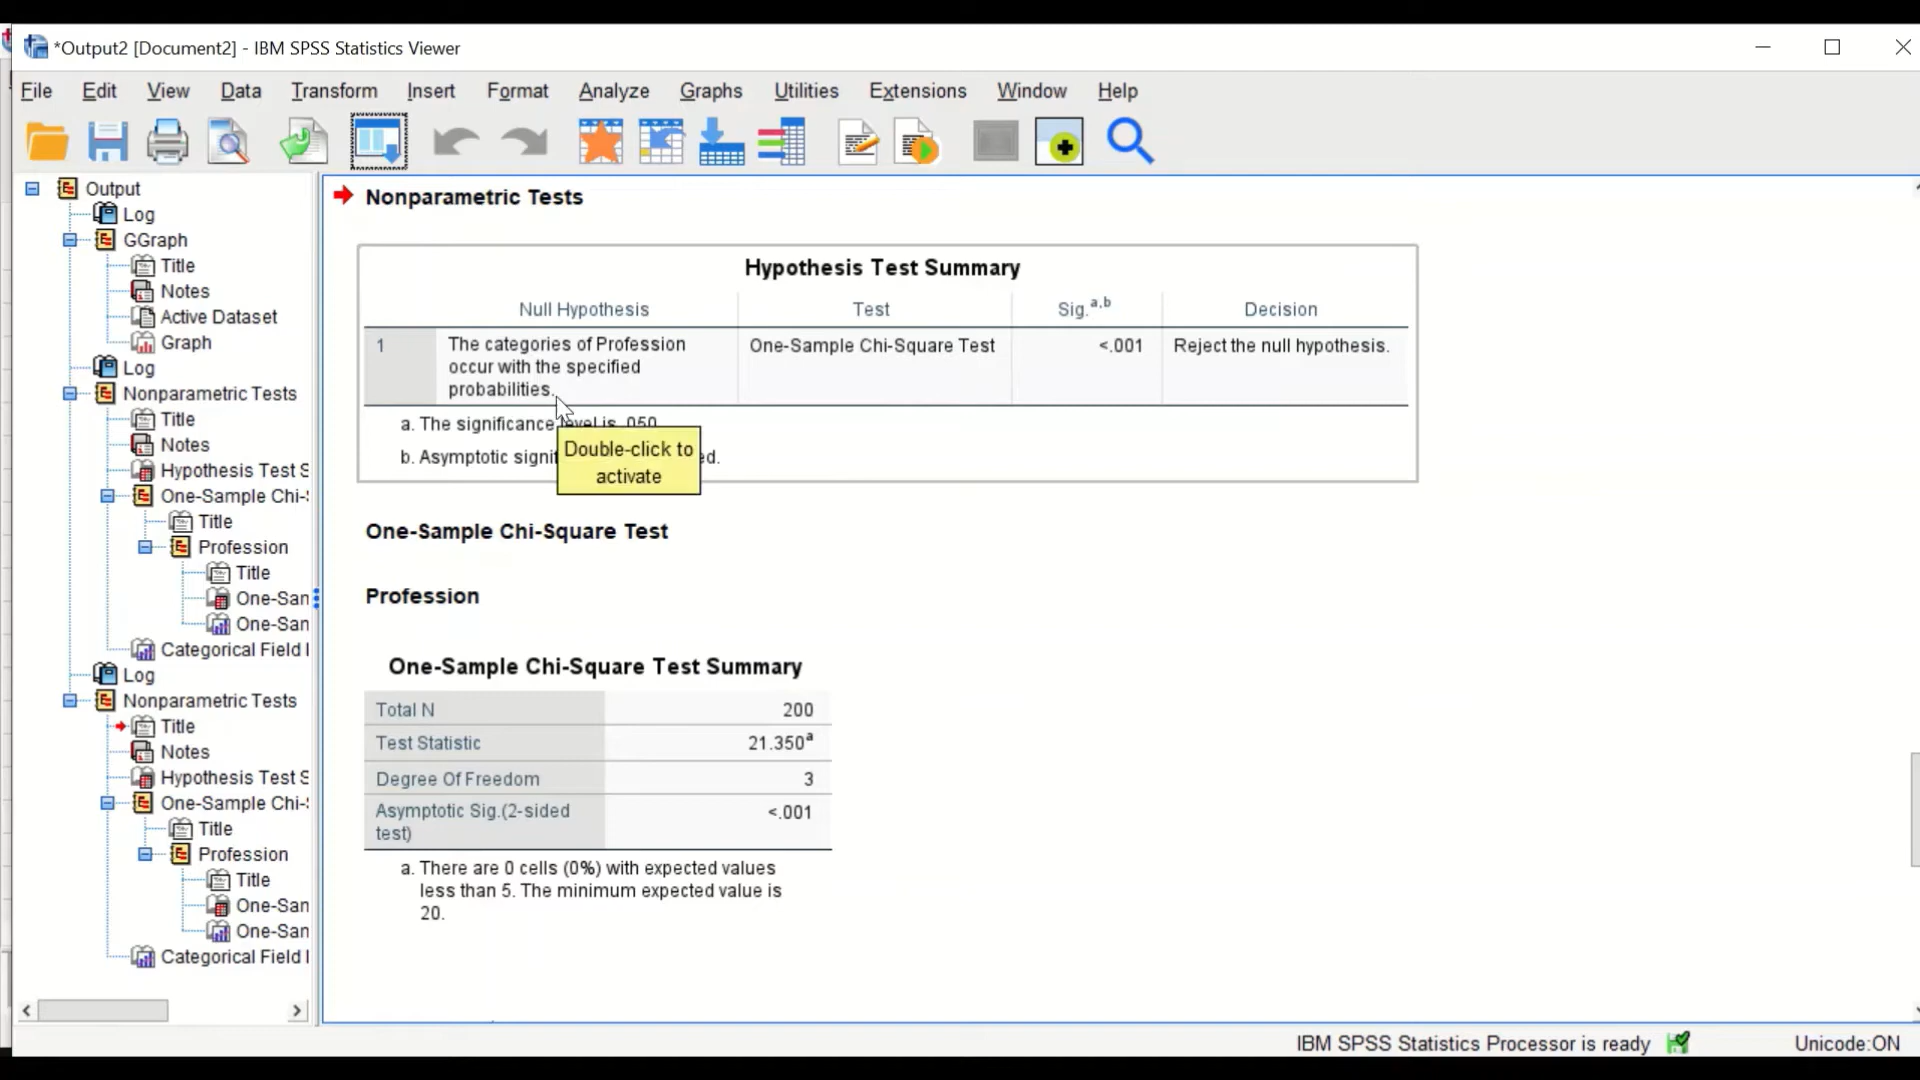 *Output2 [Document2] - IBM SPSS Statistics Viewer
File Edit View Data Transform Insert Format Analyze Graphs Utilities Extensions Window Help
Output
Log
GGraph
Title
Notes
Active Dataset
Graph
Log
Nonparametric Tests
Title
Notes
Hypothesis Test S
One-Sample Chi-S
Title
Profession
Title
One-San
One-San
Categorical Field I
Log
Nonparametric Tests
Title
Notes
Hypothesis Test S
One-Sample Chi-S
Title
Profession
Title
One-San
One-San
Categorical Field I
Nonparametric Tests
Hypothesis Test Summary
Null Hypothesis Test Sig.a,b Decision
1 The categories of Profession One-Sample Chi-Square Test <.001 Reject the null hypothesis.
occur with the specified
probabilities.
a. The significance level is .050.
b. Asymptotic signif d.
Double-click to
activate
One-Sample Chi-Square Test
Profession
One-Sample Chi-Square Test Summary
Total N 200
Test Statistic 21.350a
Degree Of Freedom 3
Asymptotic Sig.(2-sided <.001
test)
a. There are 0 cells (0%) with expected values
less than 5. The minimum expected value is
20.
IBM SPSS Statistics Processor is ready Unicode:ON